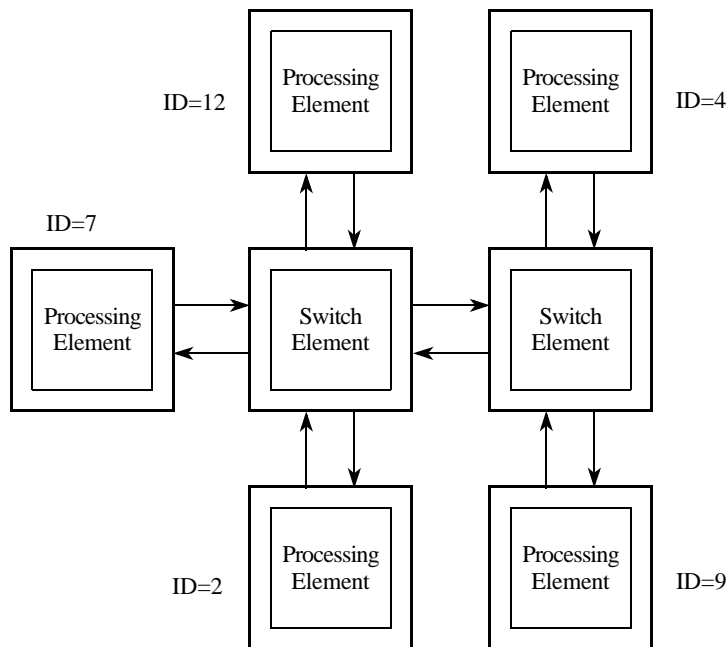 Processing
Element
ID=12
Processing
Element
ID=4
ID=7
Processing
Element
Switch
Element
Switch
Element
Processing
Element
ID=2
Processing
Element
ID=9